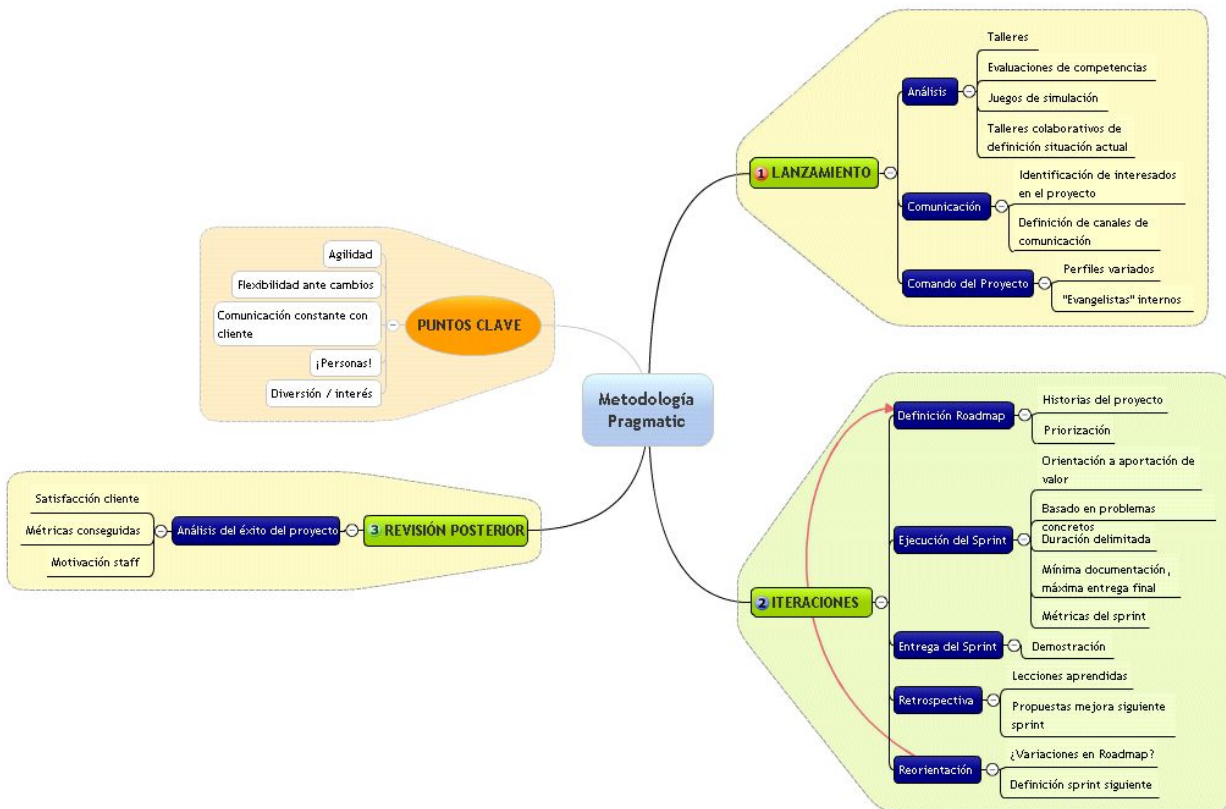 Metodología
Pragmatic
1 LANZAMIENTO
Análisis
Talleres
Evaluaciones de competencias
Juegos de simulación
Talleres colaborativos de
definición situación actual
Comunicación
Identificación de interesados
en el proyecto
Definición de canales de
comunicación
Comando del Proyecto
Perfiles variados
"Evangelistas" internos
2 ITERACIONES
Definición Roadmap
Historias del proyecto
Priorización
Ejecución del Sprint
Orientación a aportación de
valor
Basado en problemas
concretos
Duración delimitada
Mínima documentación,
máxima entrega final
Métricas del sprint
Entrega del Sprint
Demostración
Retrospectiva
Lecciones aprendidas
Propuestas mejora siguiente
sprint
Reorientación
¿Variaciones en Roadmap?
Definición sprint siguiente
3 REVISIÓN POSTERIOR
Análisis del éxito del proyecto
Satisfacción cliente
Métricas conseguidas
Motivación staff
PUNTOS CLAVE
Agilidad
Flexibilidad ante cambios
Comunicación constante con
cliente
¡Personas!
Diversión / interés